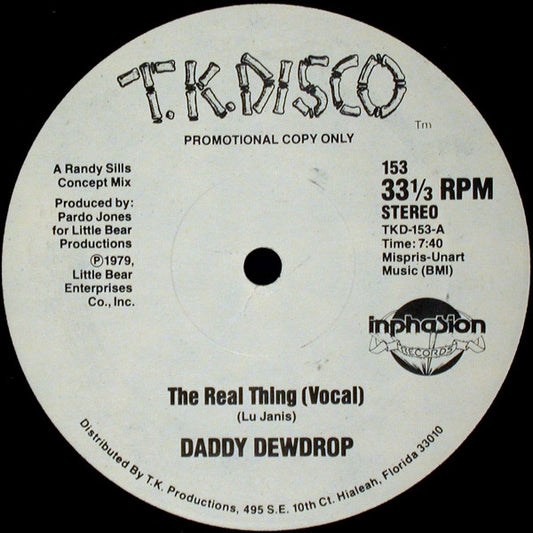 T.K.DISCO
Tm
PROMOTIONAL COPY ONLY
A Randy Sills
Concept Mix
Produced by:
Pardo Jones
for Little Bear
Productions
℗1979,
Little Bear
Enterprises
Co., Inc.
153
33⅓ RPM
STEREO
TKD-153-A
Time: 7:40
Mispris-Unart
Music (BMI)
inphasion
RECORDS
The Real Thing (Vocal)
(Lu Janis)
DADDY DEWDROP
Distributed By T.K. Productions, 495 S.E. 10th Ct. Hialeah, Florida 33010